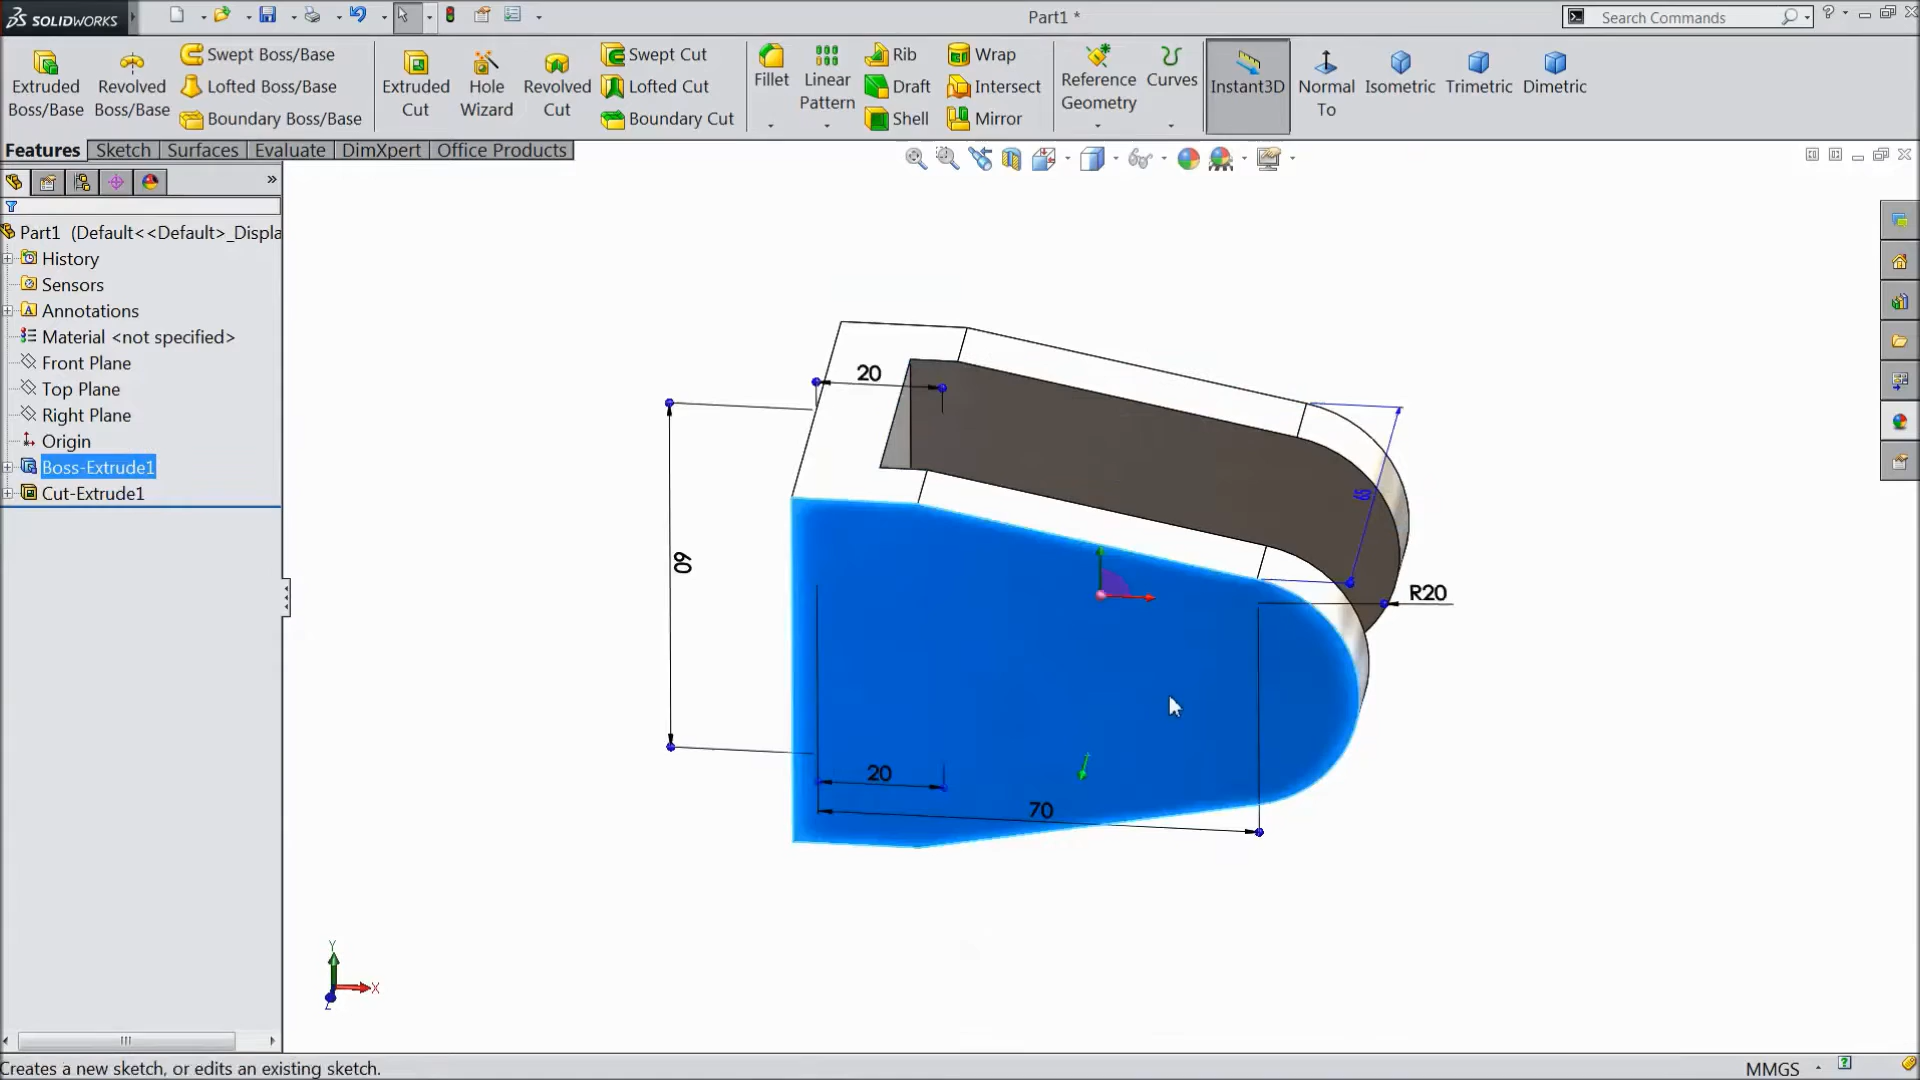 SOLIDWORKS
Part1 *
Search Commands
Extruded Boss/Base
Revolved Boss/Base
Swept Boss/Base
Lofted Boss/Base
Boundary Boss/Base
Extruded Cut
Hole Wizard
Revolved Cut
Swept Cut
Lofted Cut
Boundary Cut
Fillet
Linear Pattern
Rib
Draft
Shell
Wrap
Intersect
Mirror
Reference Geometry
Curves
Instant3D
Normal To
Isometric
Trimetric
Dimetric
Features
Sketch
Surfaces
Evaluate
DimXpert
Office Products
Part1 (Default<<Default>_Displa
History
Sensors
Annotations
Material <not specified>
Front Plane
Top Plane
Right Plane
Origin
Boss-Extrude1
Cut-Extrude1
20
60
R20
20
70
Y
X
Z
Creates a new sketch, or edits an existing sketch.
MMGS